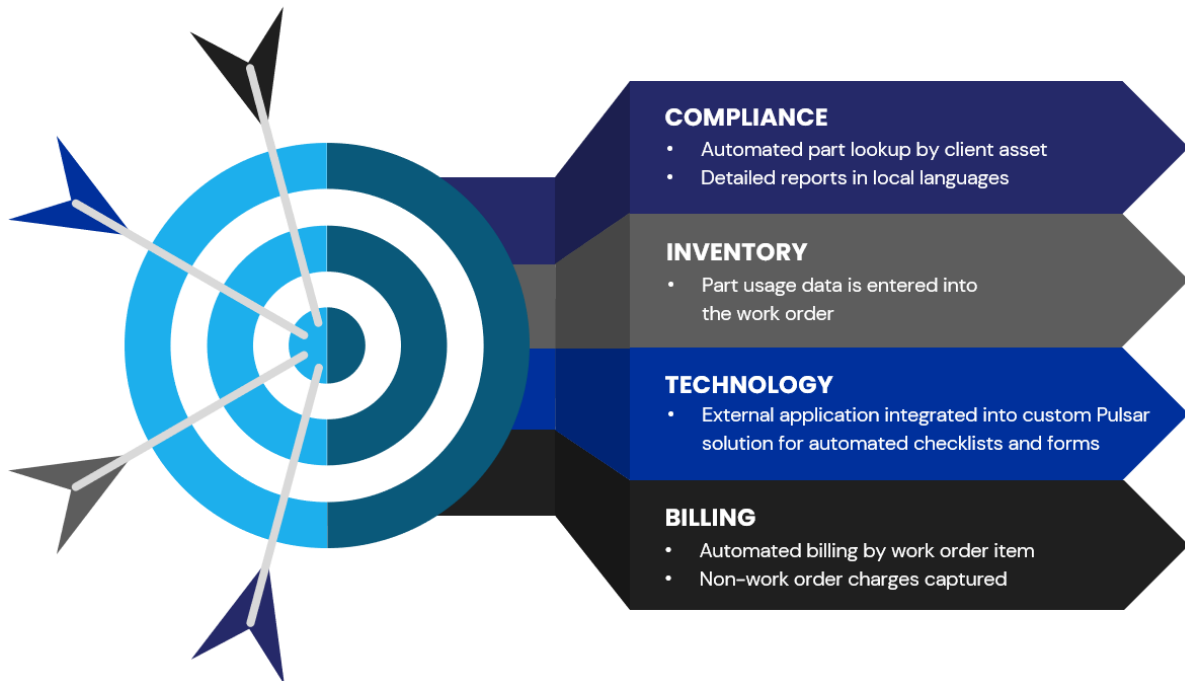 COMPLIANCE
• Automated part lookup by client asset
• Detailed reports in local languages
INVENTORY
• Part usage data is entered into
the work order
TECHNOLOGY
• External application integrated into custom Pulsar
solution for automated checklists and forms
BILLING
• Automated billing by work order item
• Non-work order charges captured